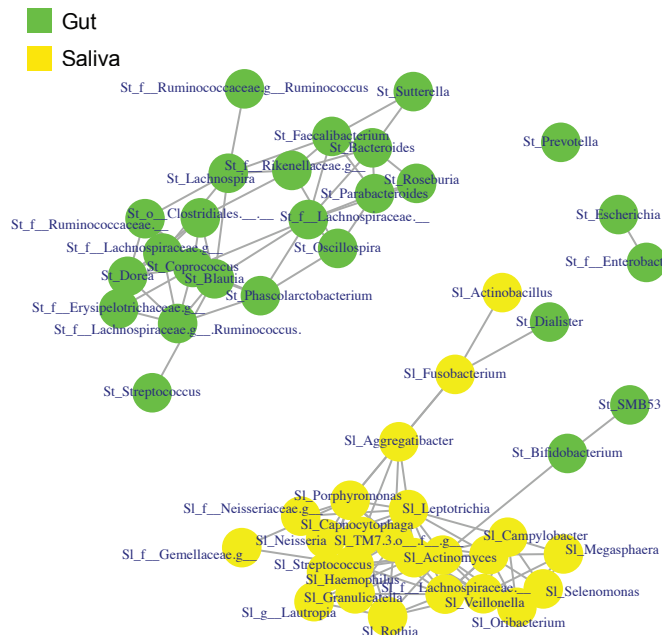 Gut
Saliva
St_f__Ruminococcaceae.g__Ruminococcus
St_Sutterella
St_Faecalibacterium
St_Bacteroides
St_Prevotella
St_f__Rikenellaceae.g__
St_Lachnospira
St_Roseburia
St_Parabacteroides
St_o__Clostridiales.__.__
St_f__Lachnospiraceae.__
St_Escherichia
St_f__Ruminococcaceae.__
St_f__Lachnospiraceae.g__
St_Oscillospira
St_f__Enterobact
St_Coprococcus
St_Dorea
St_Blautia
St_Phascolarctobacterium
Sl_Actinobacillus
St_f__Erysipelotrichaceae.g__
St_f__Lachnospiraceae.g__.Ruminococcus.
St_Dialister
Sl_Fusobacterium
St_Streptococcus
St_SMB53
Sl_Aggregatibacter
St_Bifidobacterium
Sl_Porphyromonas
Sl_Leptotrichia
Sl_f__Neisseriaceae.g__
Sl_Capnocytophaga
Sl_Campylobacter
Sl_Neisseria
Sl_TM7.3.o__.f__.g__
Sl_f__Gemellaceae.g__
Sl_Megasphaera
Sl_Streptococcus
Sl_Actinomyces
Sl_Haemophilus
Sl_f__Lachnospiraceae.__
Sl_Selenomonas
Sl_Granulicatella
Sl_Veillonella
Sl_g__Lautropia
Sl_Oribacterium
Sl_Rothia